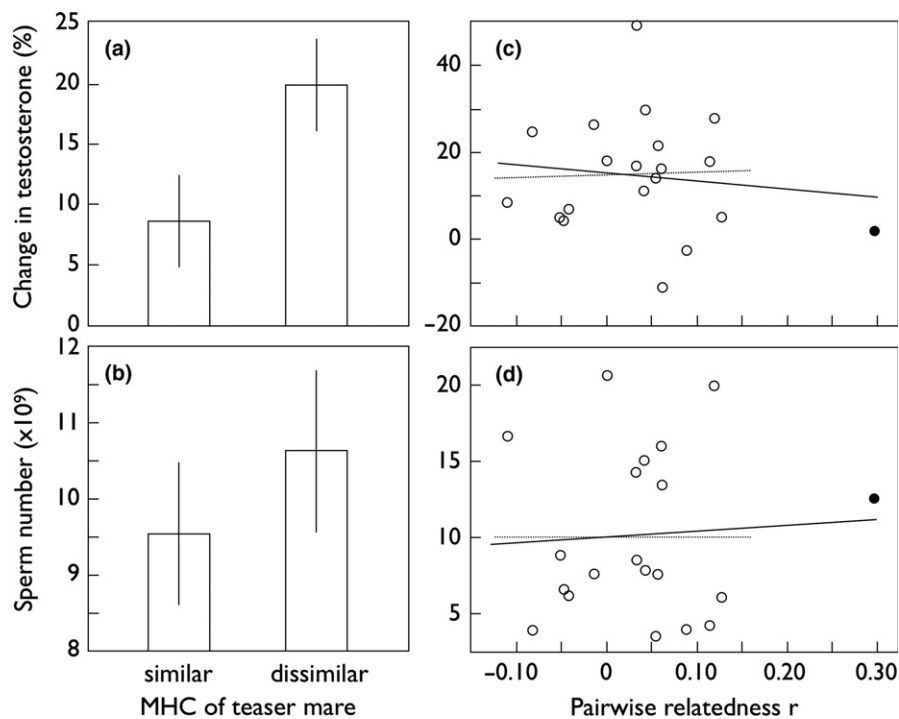 (a)
Change in testosterone (%)
25
20
15
10
5
0
(c)
40
20
0
−20
(b)
Sperm number (x10⁹)
12
11
10
9
8
similar dissimilar
MHC of teaser mare
(d)
20
15
10
5
−0.10 0 0.10 0.20 0.30
Pairwise relatedness r